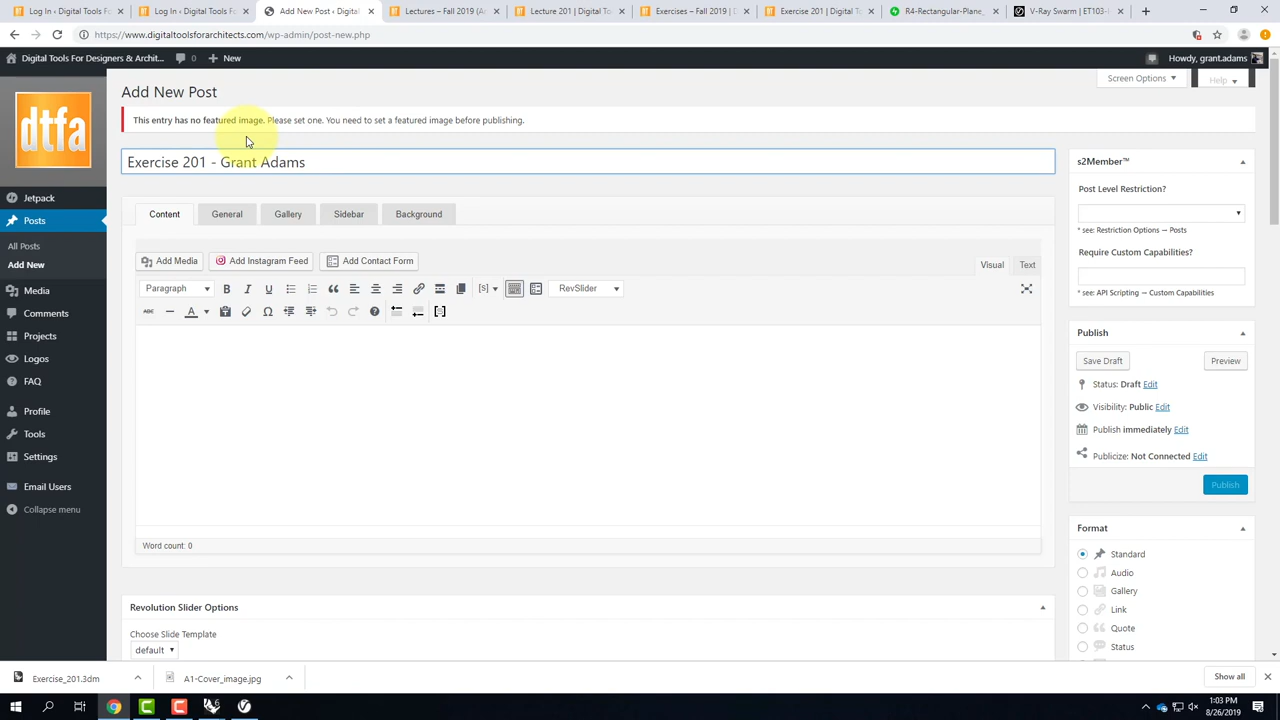 Log In ‹ Digital Tools Fo
Log In ‹ Digital Tools Fo
Add New Post ‹ Digital
Lectures – Fall 2019 (A
Lecture 201 | Digital To
Exercises – Fall 2019 | D
Exercise 201 | Digital To
R4-Rectangular-Plane_
V-Ray Swarm | ET103-
https://www.digitaltoolsforarchitects.com/wp-admin/post-new.php
Digital Tools For Designers & Archit... 0 New Howdy, grant.adams
dtfa
Jetpack
Posts
All Posts
Add New
Media
Comments
Projects
Logos
FAQ
Profile
Tools
Settings
Email Users
Collapse menu
Screen Options Help
Add New Post
This entry has no featured image. Please set one. You need to set a featured image before publishing.
Exercise 201 - Grant Adams
Content General Gallery Sidebar Background
Add Media Add Instagram Feed Add Contact Form Visual Text
Paragraph B I U [S] RevSlider
ABC A Ω
Word count: 0
Revolution Slider Options
Choose Slide Template
default
s2Member™
Post Level Restriction?
* see: Restriction Options → Posts
Require Custom Capabilities?
* see: API Scripting → Custom Capabilities
Publish
Save Draft Preview
Status: Draft Edit
Visibility: Public Edit
Publish immediately Edit
Publicize: Not Connected Edit
Publish
Format
Standard
Audio
Gallery
Link
Quote
Status
Exercise_201.3dm A1-Cover_image.jpg Show all
1:03 PM
8/26/2019